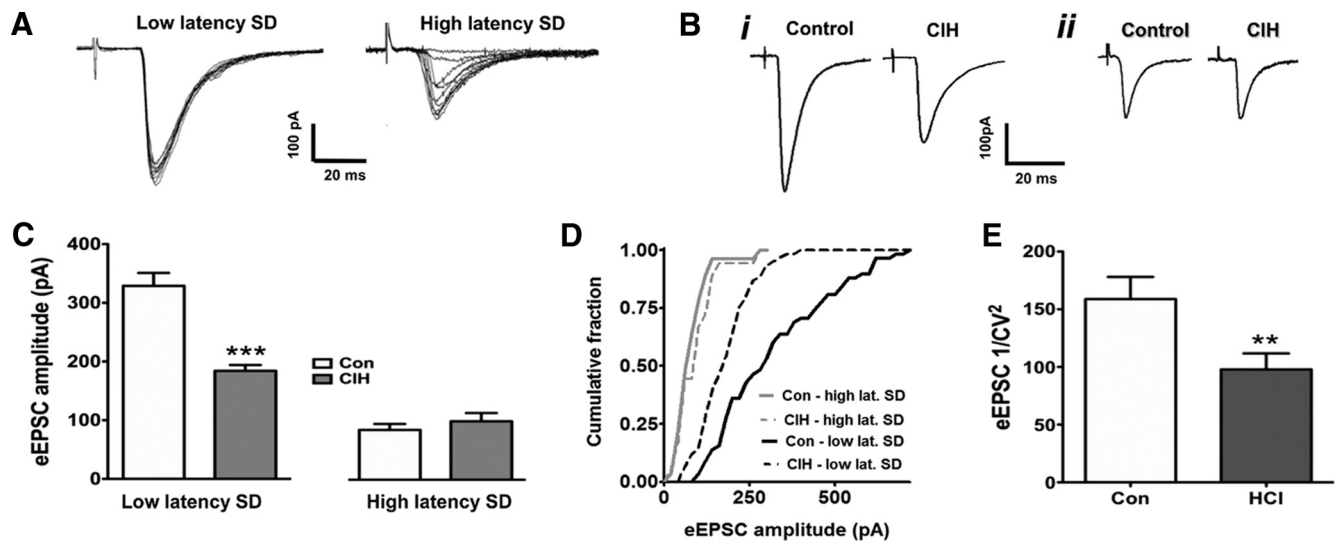 A
Low latency SD
High latency SD
100 pA
20 ms
B
i
Control
CIH
ii
Control
CIH
100pA
20 ms
C
eEPSC amplitude (pA)
400
300
200
100
0
***
Con
CIH
Low latency SD
High latency SD
D
Cumulative fraction
1.00
0.75
0.50
0.25
0.00
Con - high lat. SD
CIH - high lat. SD
Con - low lat. SD
CIH - low lat. SD
0
250
500
eEPSC amplitude (pA)
E
eEPSC 1/CV2
200
150
100
50
0
**
Con
HCI